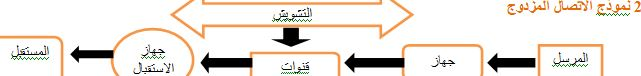 2 نموذج الاتصال المزدوج
التشويش
المرسل
جهاز
قنوات
جهاز
الاستقبال
المستقبل